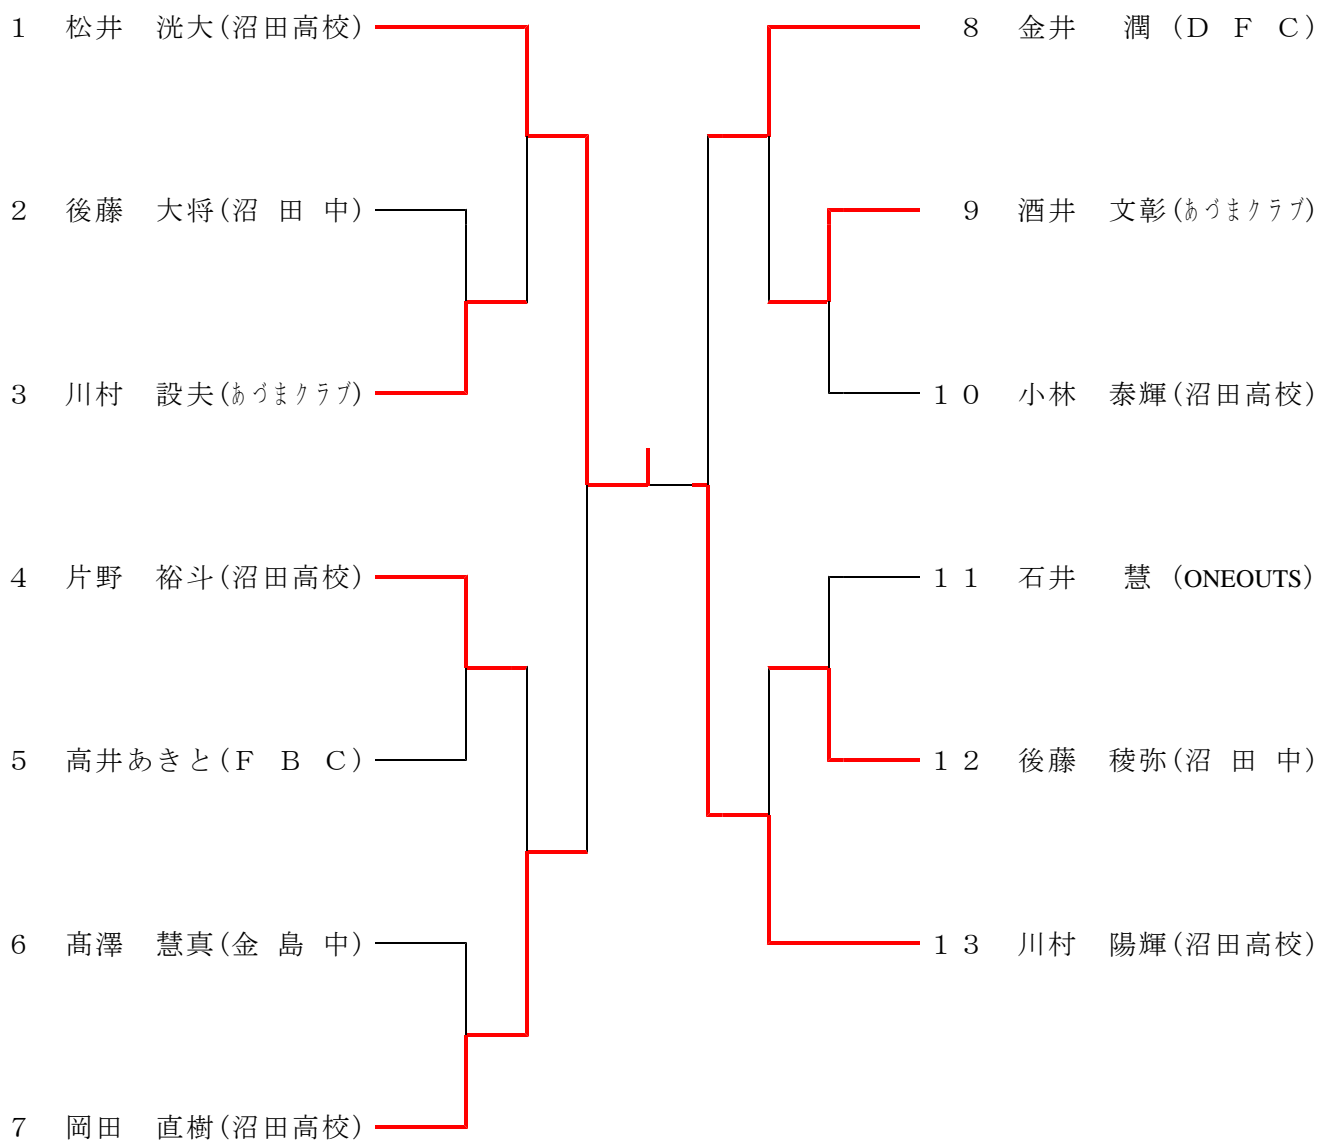 1 松井 洸大(沼田高校)
2 後藤 大将(沼 田 中)
3 川村 設夫(あづまクラブ)
4 片野 裕斗(沼田高校)
5 高井あきと(F B C)
6 髙澤 慧真(金 島 中)
7 岡田 直樹(沼田高校)
8 金井 潤 (D F C)
9 酒井 文彰(あづまクラブ)
10 小林 泰輝(沼田高校)
11 石井 慧 (ONEOUTS)
12 後藤 稜弥(沼 田 中)
13 川村 陽輝(沼田高校)